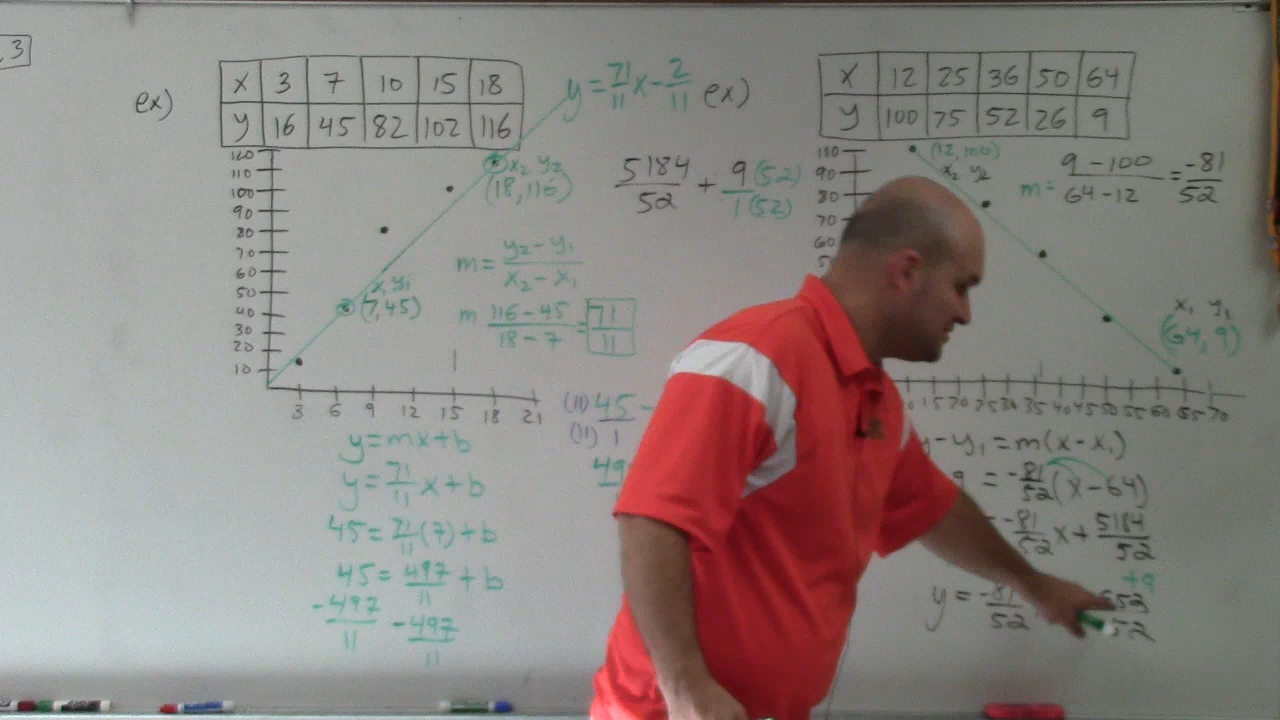 , 3
ex)
X 3 7 10 15 18
Y 16 45 82 102 116
y = 71/11 x - 2/11
120
110
100
90
80
70
60
50
40
30
20
10
3 6 9 12 15 18 21
x₂ y₂
(18, 116)
x₁ y₁
(7, 45)
m = y₂ - y₁ / x₂ - x₁
m 116 - 45 / 18 - 7 = 71/11
y = mx + b
y = 71/11 x + b
45 = 71/11 (7) + b
45 = 497/11 + b
-497/11 -497/11
(11) 45 -
(11) 1
49
ex)
X 12 25 36 50 64
Y 100 75 52 26 9
5184/52 + 9(52)/1(52)
90
80
70
60
(12, 100)
x₂ y₂
m = 9 - 100 / 64 - 12 = -81/52
x₁ y₁
(64, 9)
15 20 25 30 35 40 45 50 55 60 65 70
y - y₁ = m(x - x₁)
9 = -81/52 (x - 64)
-81/52 x + 5184/52
+9
y = -81/52
52